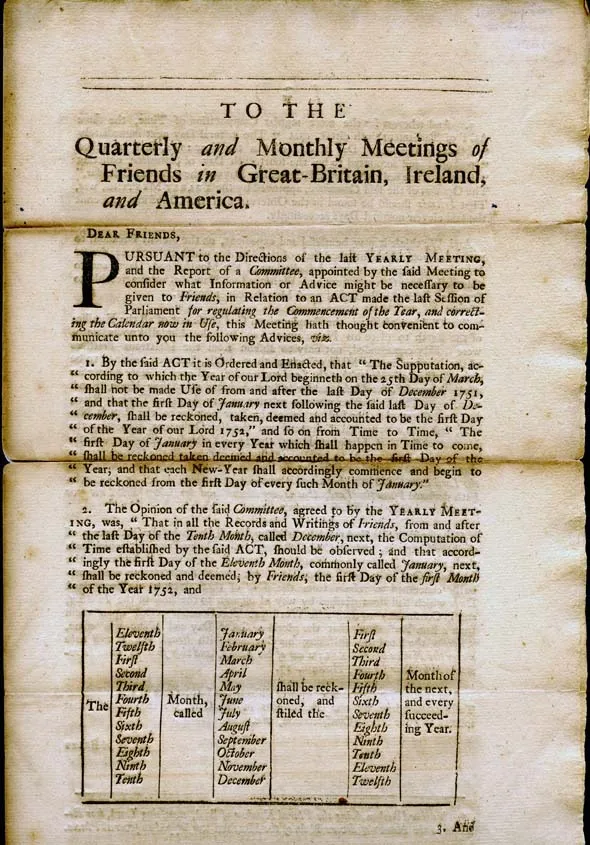 TO THE
Quarterly and Monthly Meetings of
Friends in Great-Britain, Ireland,
and America.
DEAR FRIENDS,
PURSUANT to the Directions of the laſt YEARLY MEETING,
and the Report of a Committee, appointed by the ſaid Meeting to
conſider what Information or Advice might be neceſſary to be
given to Friends, in Relation to an ACT made the laſt Seſſion of
Parliament for regulating the Commencement of the Year, and correct-
ing the Calendar now in Uſe, this Meeting hath thought convenient to com-
municate unto you the following Advices, viz.
1. By the ſaid ACT it is Ordered and Enacted, that “ The Supputation, ac-
“ cording to which the Year of our Lord beginneth on the 25th Day of March,
“ ſhall not be made Uſe of from and after the laſt Day of December 1751,
“ and that the firſt Day of January next following the ſaid laſt Day of De-
“ cember, ſhall be reckoned, taken, deemed and accounted to be the firſt Day
“ of the Year of our Lord 1752,” and ſo on from Time to Time, “ The
“ firſt Day of January in every Year which ſhall happen in Time to come,
“ ſhall be reckoned taken deemed and accounted to be the firſt Day of the
“ Year; and that each New-Year ſhall accordingly commence and begin to
“ be reckoned from the firſt Day of every ſuch Month of January.”
2. The Opinion of the ſaid Committee, agreed to by the YEARLY MEET-
ING, was, “ That in all the Records and Writings of Friends, from and after
“ the laſt Day of the Tenth Month, called December, next, the Computation of
“ Time eſtabliſhed by the ſaid ACT, ſhould be obſerved; and that accord-
“ ingly the firſt Day of the Eleventh Month, commonly called January, next,
“ ſhall be reckoned and deemed, by Friends, the firſt Day of the firſt Month
“ of the Year 1752, and
Eleventh January Firſt
Twelfth February Second
Firſt March Third
Second April Fourth Month of
Third May ſhall be reck- Fifth the next,
The Fourth Month, June oned, and Sixth and every
Fifth called July ſtiled the Seventh ſucceed-
Sixth Auguſt Eighth ing Year.
Seventh September Ninth
Eighth October Tenth
Ninth November Eleventh
Tenth December Twelfth
3. And